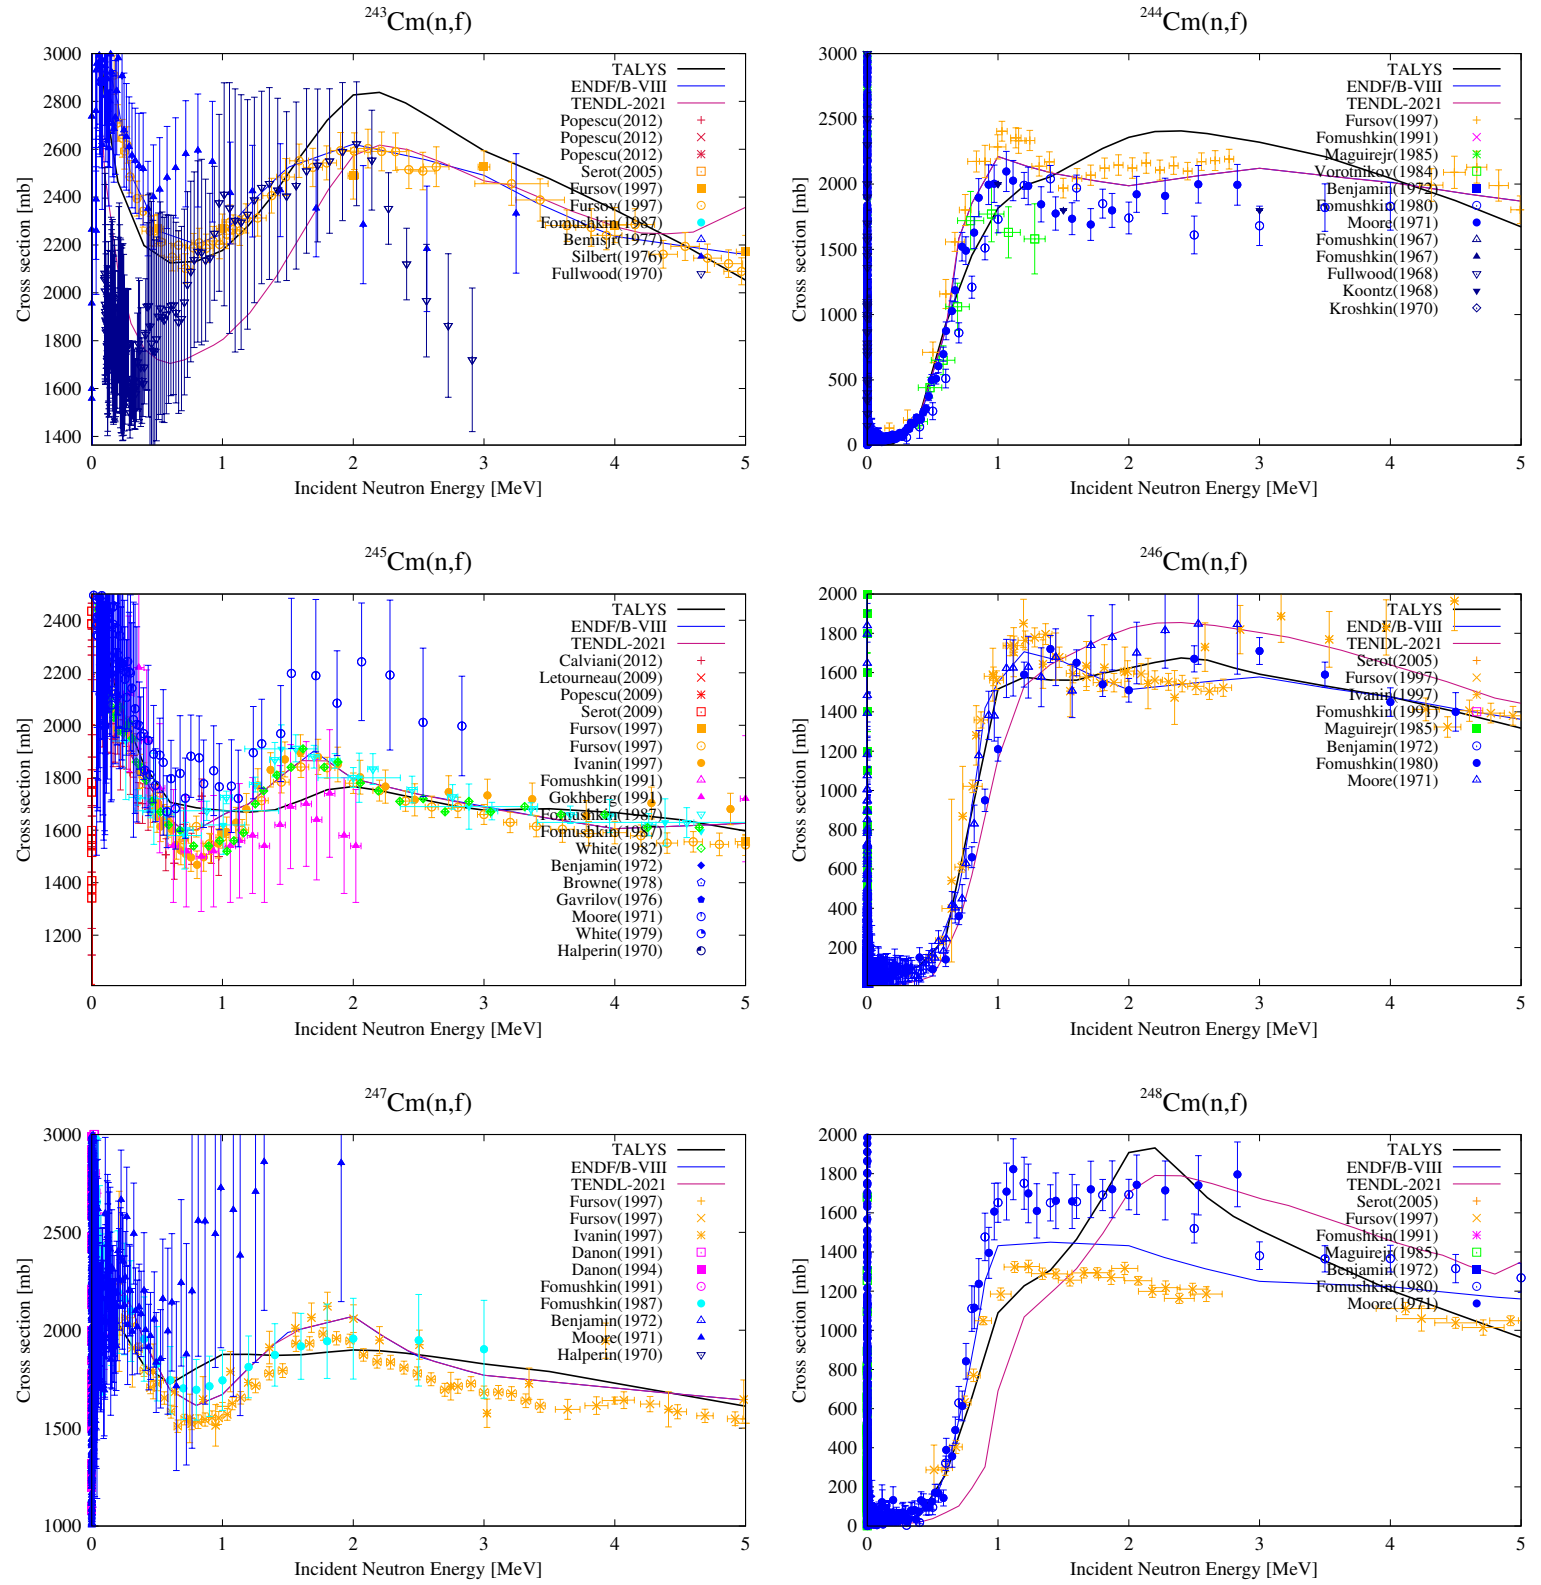 243Cm(n,f)
3000
2800
2600
2400
2200
2000
1800
1600
1400
Cross section [mb]
0 1 2 3 4 5
Incident Neutron Energy [MeV]
TALYS
ENDF/B-VIII
TENDL-2021
Popescu(2012)
Popescu(2012)
Popescu(2012)
Serot(2005)
Fursov(1997)
Fursov(1997)
Fomushkin(1987)
Bemisjr(1977)
Silbert(1976)
Fullwood(1970)
244Cm(n,f)
3000
2500
2000
1500
1000
500
0
Cross section [mb]
0 1 2 3 4 5
Incident Neutron Energy [MeV]
TALYS
ENDF/B-VIII
TENDL-2021
Fursov(1997)
Fomushkin(1991)
Maguirejr(1985)
Vorotnikov(1984)
Benjamin(1972)
Fomushkin(1980)
Moore(1971)
Fomushkin(1967)
Fomushkin(1967)
Fullwood(1968)
Koontz(1968)
Kroshkin(1970)
245Cm(n,f)
2400
2200
2000
1800
1600
1400
1200
Cross section [mb]
0 1 2 3 4 5
Incident Neutron Energy [MeV]
TALYS
ENDF/B-VIII
TENDL-2021
Calviani(2012)
Letourneau(2009)
Popescu(2009)
Serot(2009)
Fursov(1997)
Fursov(1997)
Ivanin(1997)
Fomushkin(1991)
Gokhberg(1991)
Fomushkin(1987)
Fomushkin(1987)
White(1982)
Benjamin(1972)
Browne(1978)
Gavrilov(1976)
Moore(1971)
White(1979)
Halperin(1970)
246Cm(n,f)
2000
1800
1600
1400
1200
1000
800
600
400
200
Cross section [mb]
0 1 2 3 4 5
Incident Neutron Energy [MeV]
TALYS
ENDF/B-VIII
TENDL-2021
Serot(2005)
Fursov(1997)
Ivanin(1997)
Fomushkin(1991)
Maguirejr(1985)
Benjamin(1972)
Fomushkin(1980)
Moore(1971)
247Cm(n,f)
3000
2500
2000
1500
1000
Cross section [mb]
0 1 2 3 4 5
Incident Neutron Energy [MeV]
TALYS
ENDF/B-VIII
TENDL-2021
Fursov(1997)
Fursov(1997)
Ivanin(1997)
Danon(1991)
Danon(1994)
Fomushkin(1991)
Fomushkin(1987)
Benjamin(1972)
Moore(1971)
Halperin(1970)
248Cm(n,f)
2000
1800
1600
1400
1200
1000
800
600
400
200
0
Cross section [mb]
0 1 2 3 4 5
Incident Neutron Energy [MeV]
TALYS
ENDF/B-VIII
TENDL-2021
Serot(2005)
Fursov(1997)
Fomushkin(1991)
Maguirejr(1985)
Benjamin(1972)
Fomushkin(1980)
Moore(1971)